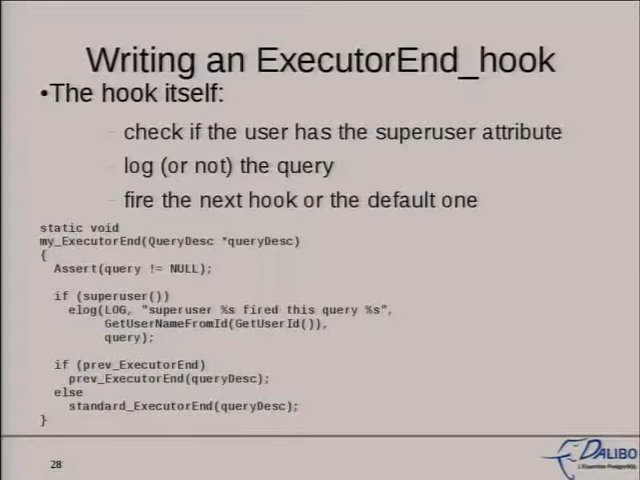 Writing an ExecutorEnd_hook
•The hook itself:
– check if the user has the superuser attribute
– log (or not) the query
– fire the next hook or the default one
static void
my_ExecutorEnd(QueryDesc *queryDesc)
{
Assert(query != NULL);
if (superuser())
elog(LOG, "superuser %s fired this query %s",
GetUserNameFromId(GetUserId()),
query);
if (prev_ExecutorEnd)
prev_ExecutorEnd(queryDesc);
else
standard_ExecutorEnd(queryDesc);
}
28
DALIBO
L'Expertise PostgreSQL